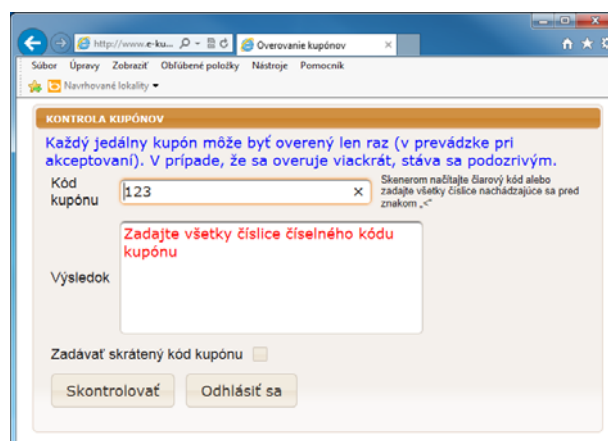 http://www.e-ku...
Overovanie kupónov
Súbor Úpravy Zobraziť Obľúbené položky Nástroje Pomocník
Navrhované lokality
KONTROLA KUPÓNOV
Každý jedálny kupón môže byť overený len raz (v prevádzke pri
akceptovaní). V prípade, že sa overuje viackrát, stáva sa podozrivým.
Kód
kupónu
123
Skenerom načítajte čiarový kód alebo
zadajte všetky číslice nachádzajúce sa pred
znakom „<"
Výsledok
Zadajte všetky číslice číselného kódu
kupónu
Zadávať skrátený kód kupónu
Skontrolovať
Odhlásiť sa